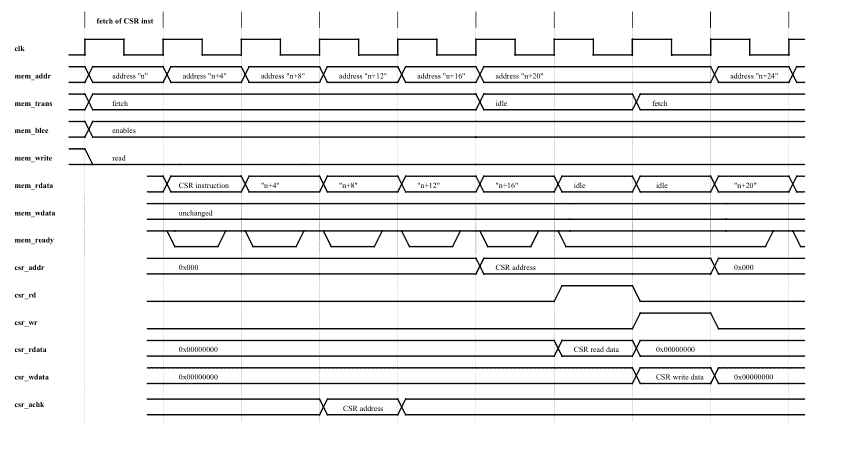 fetch of CSR inst
clk
mem_addr address "n" address "n+4" address "n+8" address "n+12" address "n+16" address "n+20" address "n+24"
mem_trans fetch idle fetch
mem_blee enables
mem_write read
mem_rdata CSR instruction "n+4" "n+8" "n+12" "n+16" idle idle "n+20"
mem_wdata unchanged
mem_ready
csr_addr 0x000 CSR address 0x000
csr_rd
csr_wr
csr_rdata 0x00000000 CSR read data 0x00000000
csr_wdata 0x00000000 CSR write data 0x00000000
csr_achk CSR address